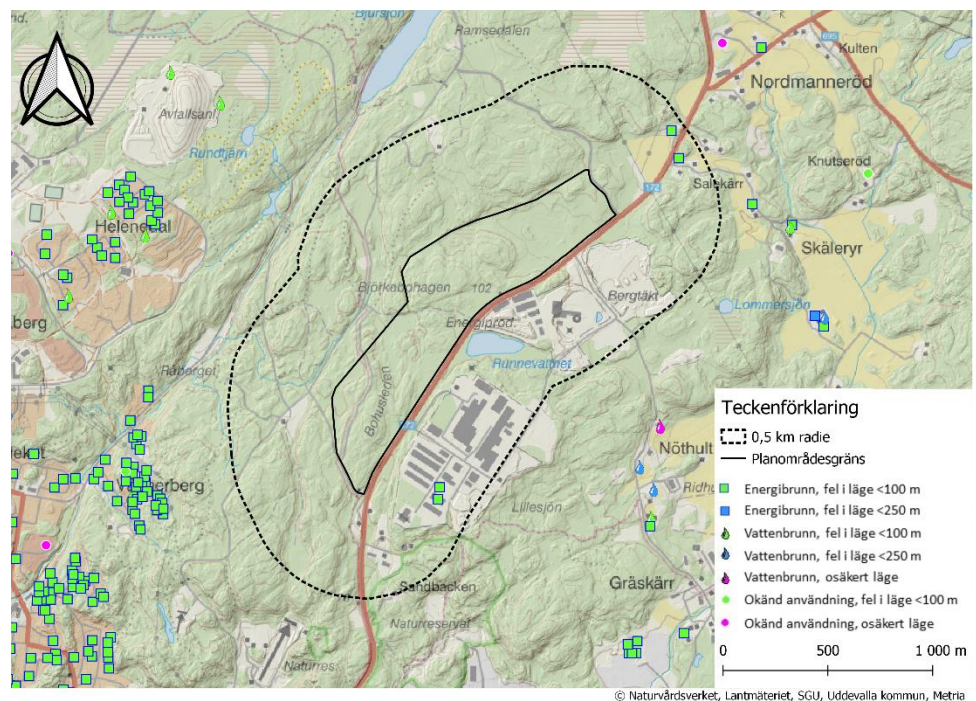 Bjursjön
Ramsedalen
695
Kulten
Nordmanneröd
Avfallsanl.
Rundtjärn
Knutseröd
172
Salekärr
Helenedal
Skäleryr
Björkebohagen
102
Bergtäkt
berg
Lommersjön
Energiprod.
Råberget
Runnevattnet
Bohusleden
Teckenförklaring
0,5 km radie
Planområdesgräns
Nöthult
Energibrunn, fel i läge <100 m
Energibrunn, fel i läge <250 m
Lillesjön
Vattenbrunn, fel i läge <100 m
Vattenbrunn, fel i läge <250 m
Vattenbrunn, osäkert läge
Gräskärr
Okänd användning, fel i läge <100 m
Sandbacken
Okänd användning, osäkert läge
Naturreservat
0 500 1 000 m
Naturres.
© Naturvårdsverket, Lantmäteriet, SGU, Uddevalla kommun, Metria